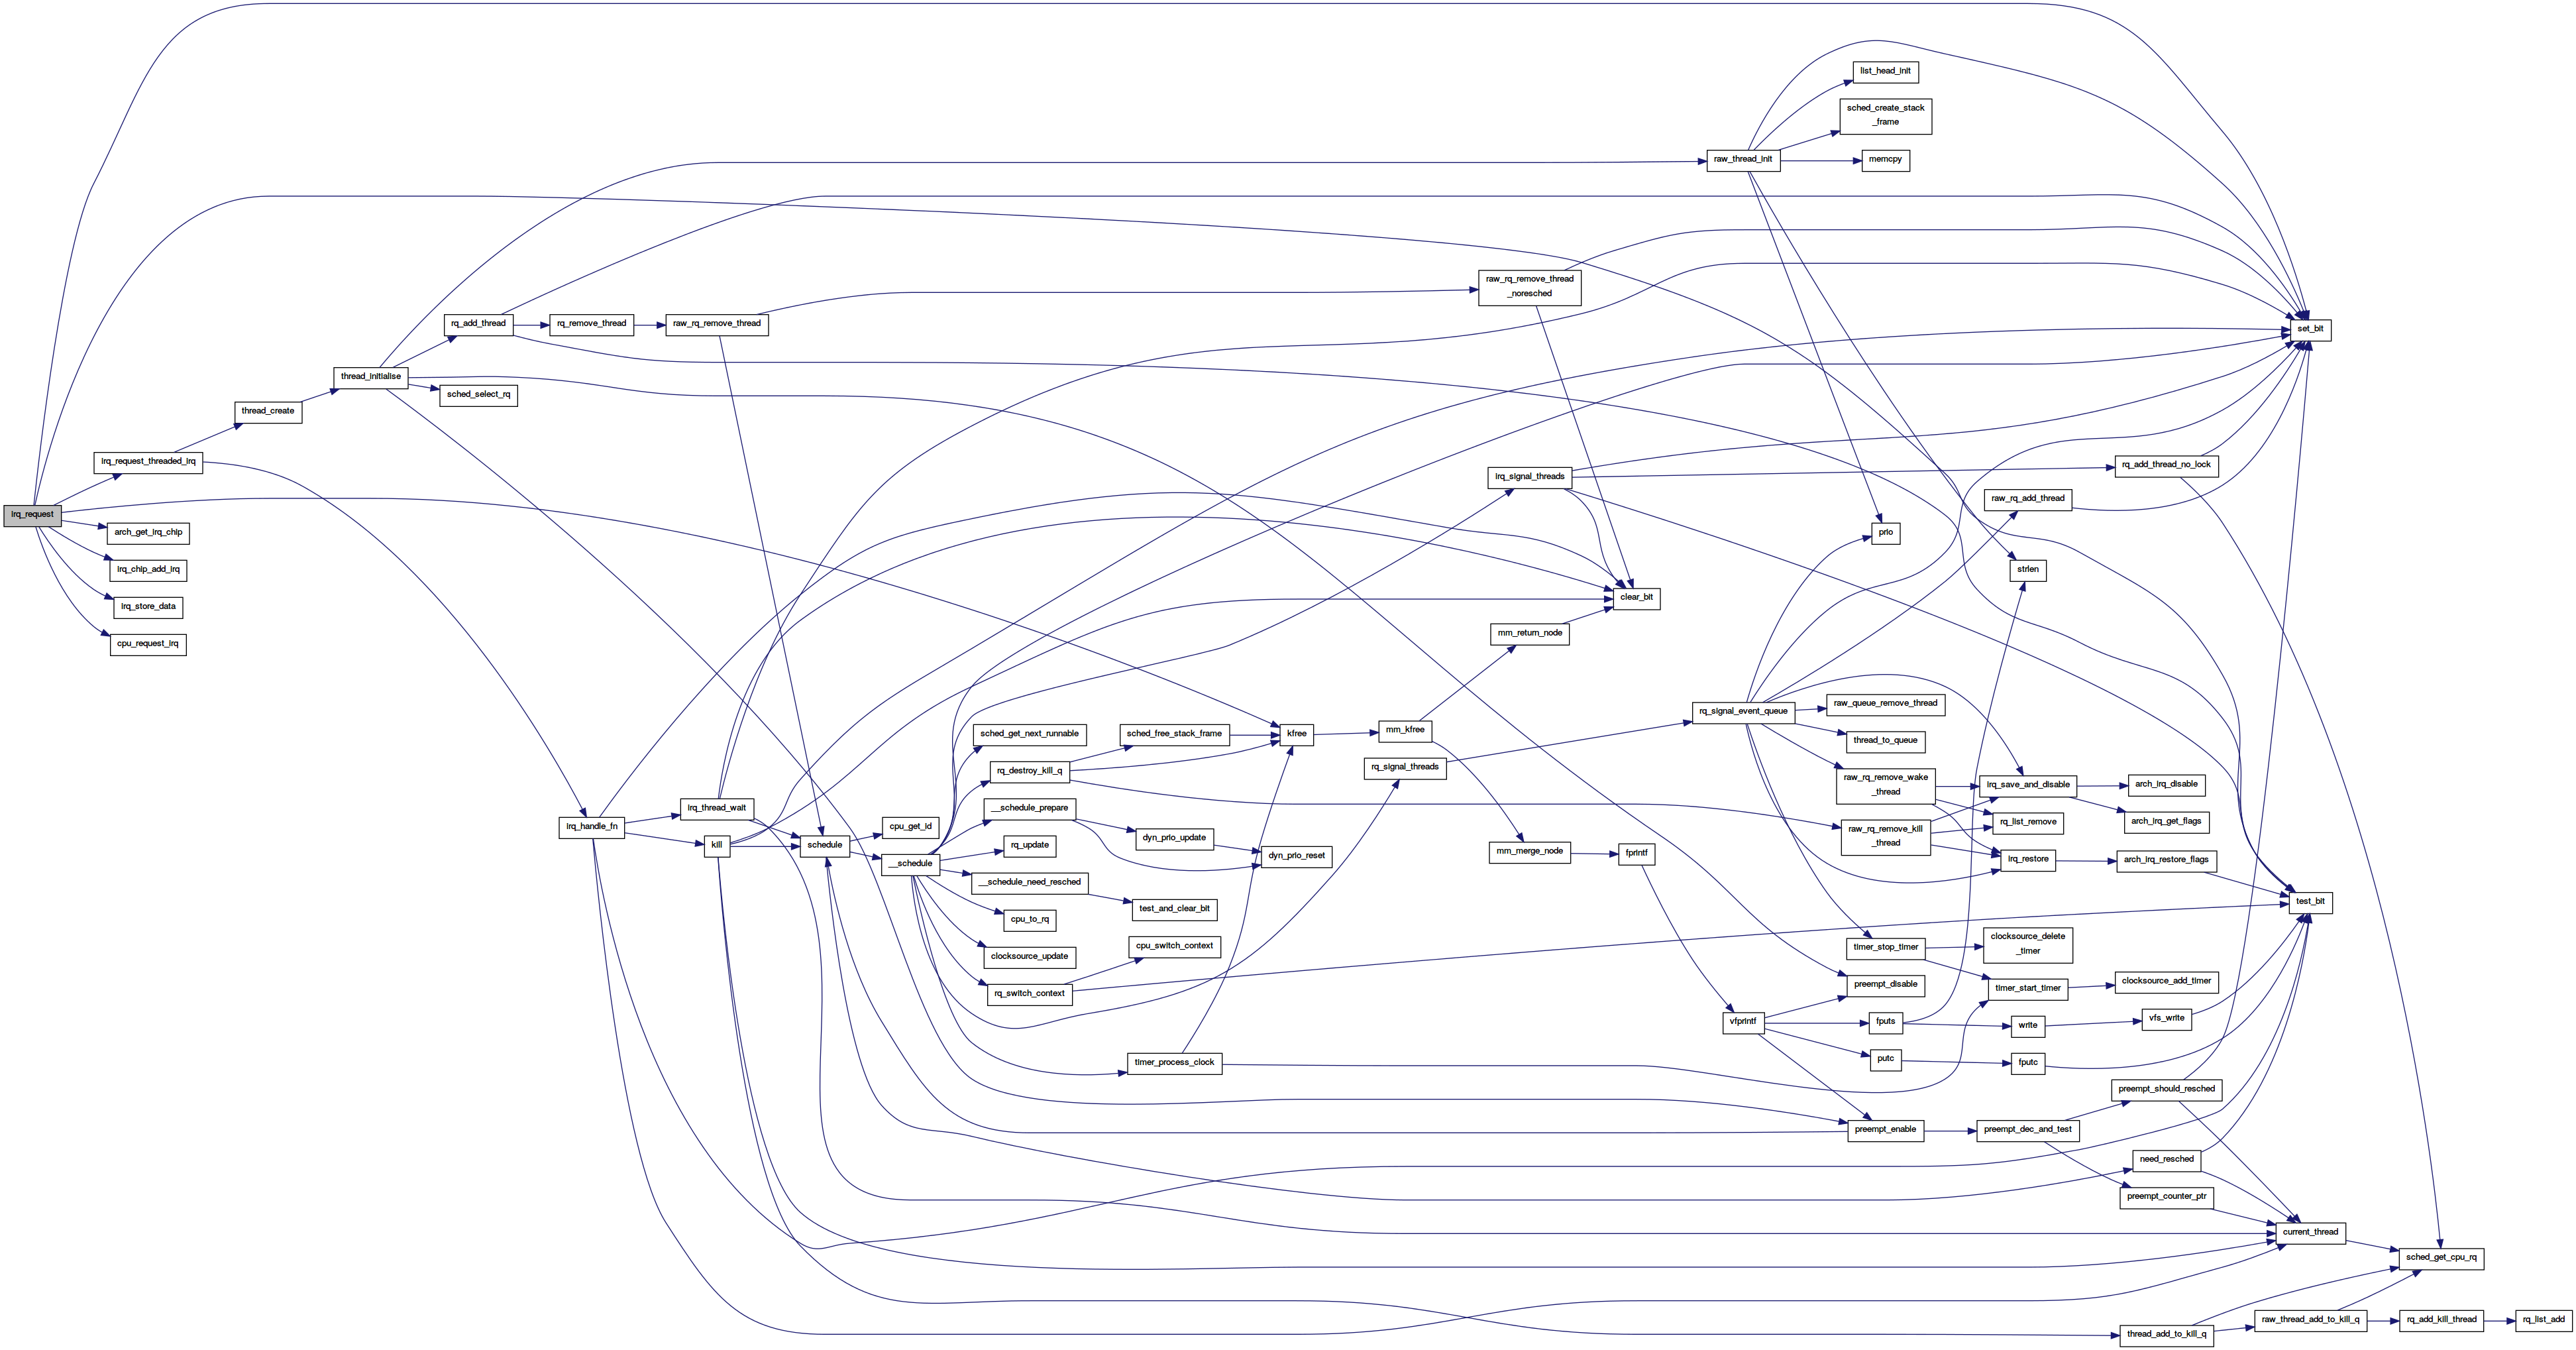 irq_request
irq_request_threaded_irq
arch_get_irq_chip
irq_chip_add_irq
irq_store_data
cpu_request_irq
thread_create
thread_initialise
rq_add_thread
sched_select_rq
rq_remove_thread
raw_rq_remove_thread
irq_handle_fn
irq_thread_wait
kill
schedule
cpu_get_id
__schedule
sched_get_next_runnable
rq_destroy_kill_q
__schedule_prepare
rq_update
__schedule_need_resched
cpu_to_rq
clocksource_update
rq_switch_context
sched_free_stack_frame
dyn_prio_update
test_and_clear_bit
cpu_switch_context
timer_process_clock
kfree
dyn_prio_reset
mm_kfree
rq_signal_threads
raw_rq_remove_thread
_noresched
irq_signal_threads
mm_return_node
mm_merge_node
clear_bit
fprintf
raw_thread_init
rq_signal_event_queue
vfprintf
list_head_init
sched_create_stack
_frame
memcpy
prio
raw_queue_remove_thread
thread_to_queue
raw_rq_remove_wake
_thread
raw_rq_remove_kill
_thread
timer_stop_timer
preempt_disable
fputs
putc
preempt_enable
raw_rq_add_thread
strlen
irq_save_and_disable
rq_list_remove
irq_restore
clocksource_delete
_timer
timer_start_timer
write
fputc
preempt_dec_and_test
rq_add_thread_no_lock
arch_irq_disable
arch_irq_get_flags
arch_irq_restore_flags
clocksource_add_timer
vfs_write
preempt_should_resched
need_resched
preempt_counter_ptr
thread_add_to_kill_q
set_bit
test_bit
current_thread
raw_thread_add_to_kill_q
sched_get_cpu_rq
rq_add_kill_thread
rq_list_add